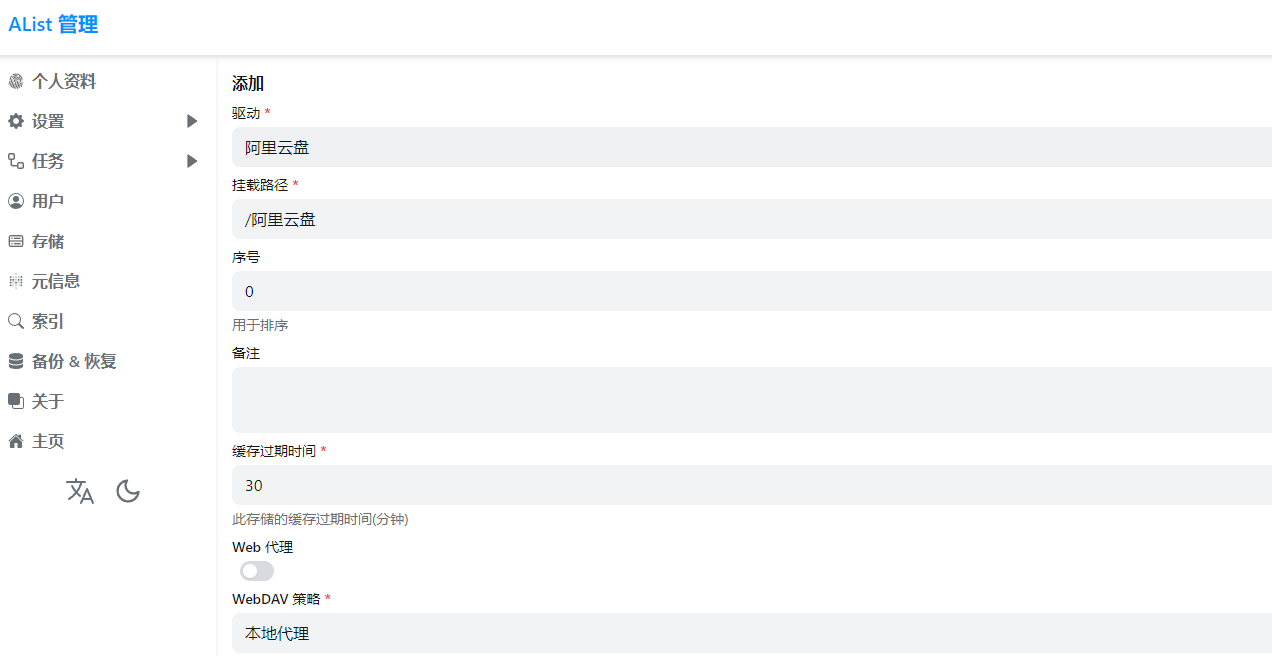 AList 管理
个人资料
设置
任务
用户
存储
元信息
索引
备份 & 恢复
关于
主页
添加
驱动 *
阿里云盘
挂载路径 *
/阿里云盘
序号
0
用于排序
备注
缓存过期时间 *
30
此存储的缓存过期时间(分钟)
Web 代理
WebDAV 策略 *
本地代理